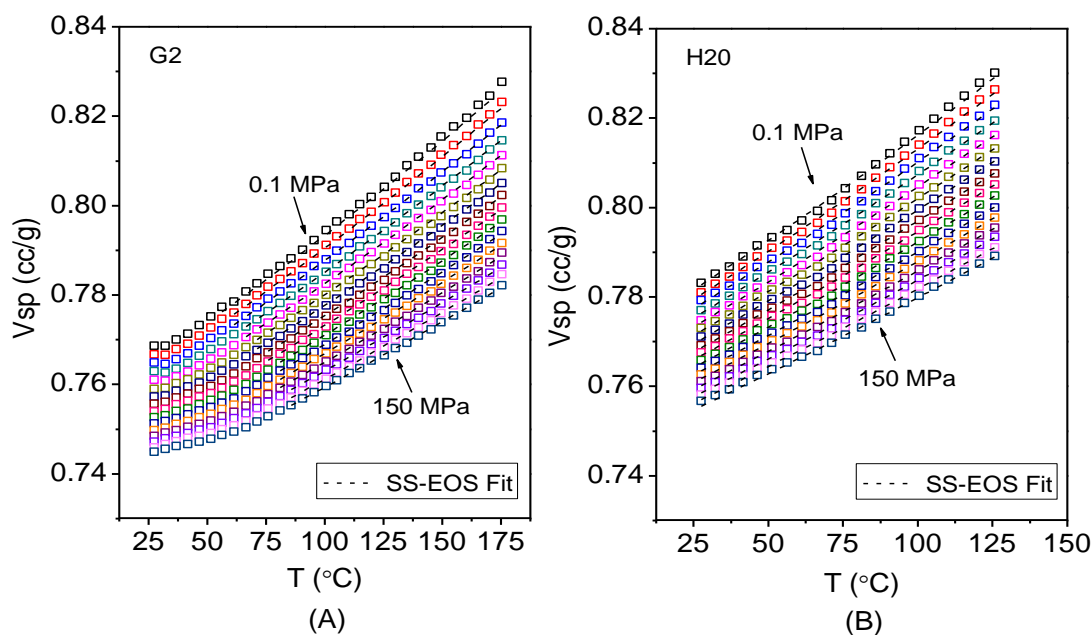 G2
0.84
0.82
0.80
0.78
0.76
0.74
Vsp (cc/g)
0.1 MPa
150 MPa
SS-EOS Fit
25 50 75 100 125 150 175
T (°C)
(A)
H20
0.84
0.82
0.80
0.78
0.76
0.74
Vsp (cc/g)
0.1 MPa
150 MPa
SS-EOS Fit
25 50 75 100 125 150
T (°C)
(B)